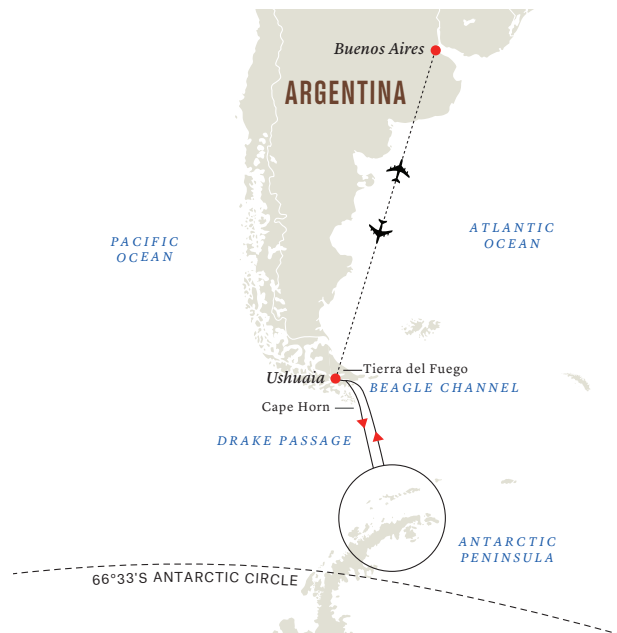 Buenos Aires
ARGENTINA
PACIFIC
OCEAN
ATLANTIC
OCEAN
Tierra del Fuego
Ushuaia
BEAGLE CHANNEL
Cape Horn
DRAKE PASSAGE
ANTARCTIC
PENINSULA
66°33'S ANTARCTIC CIRCLE